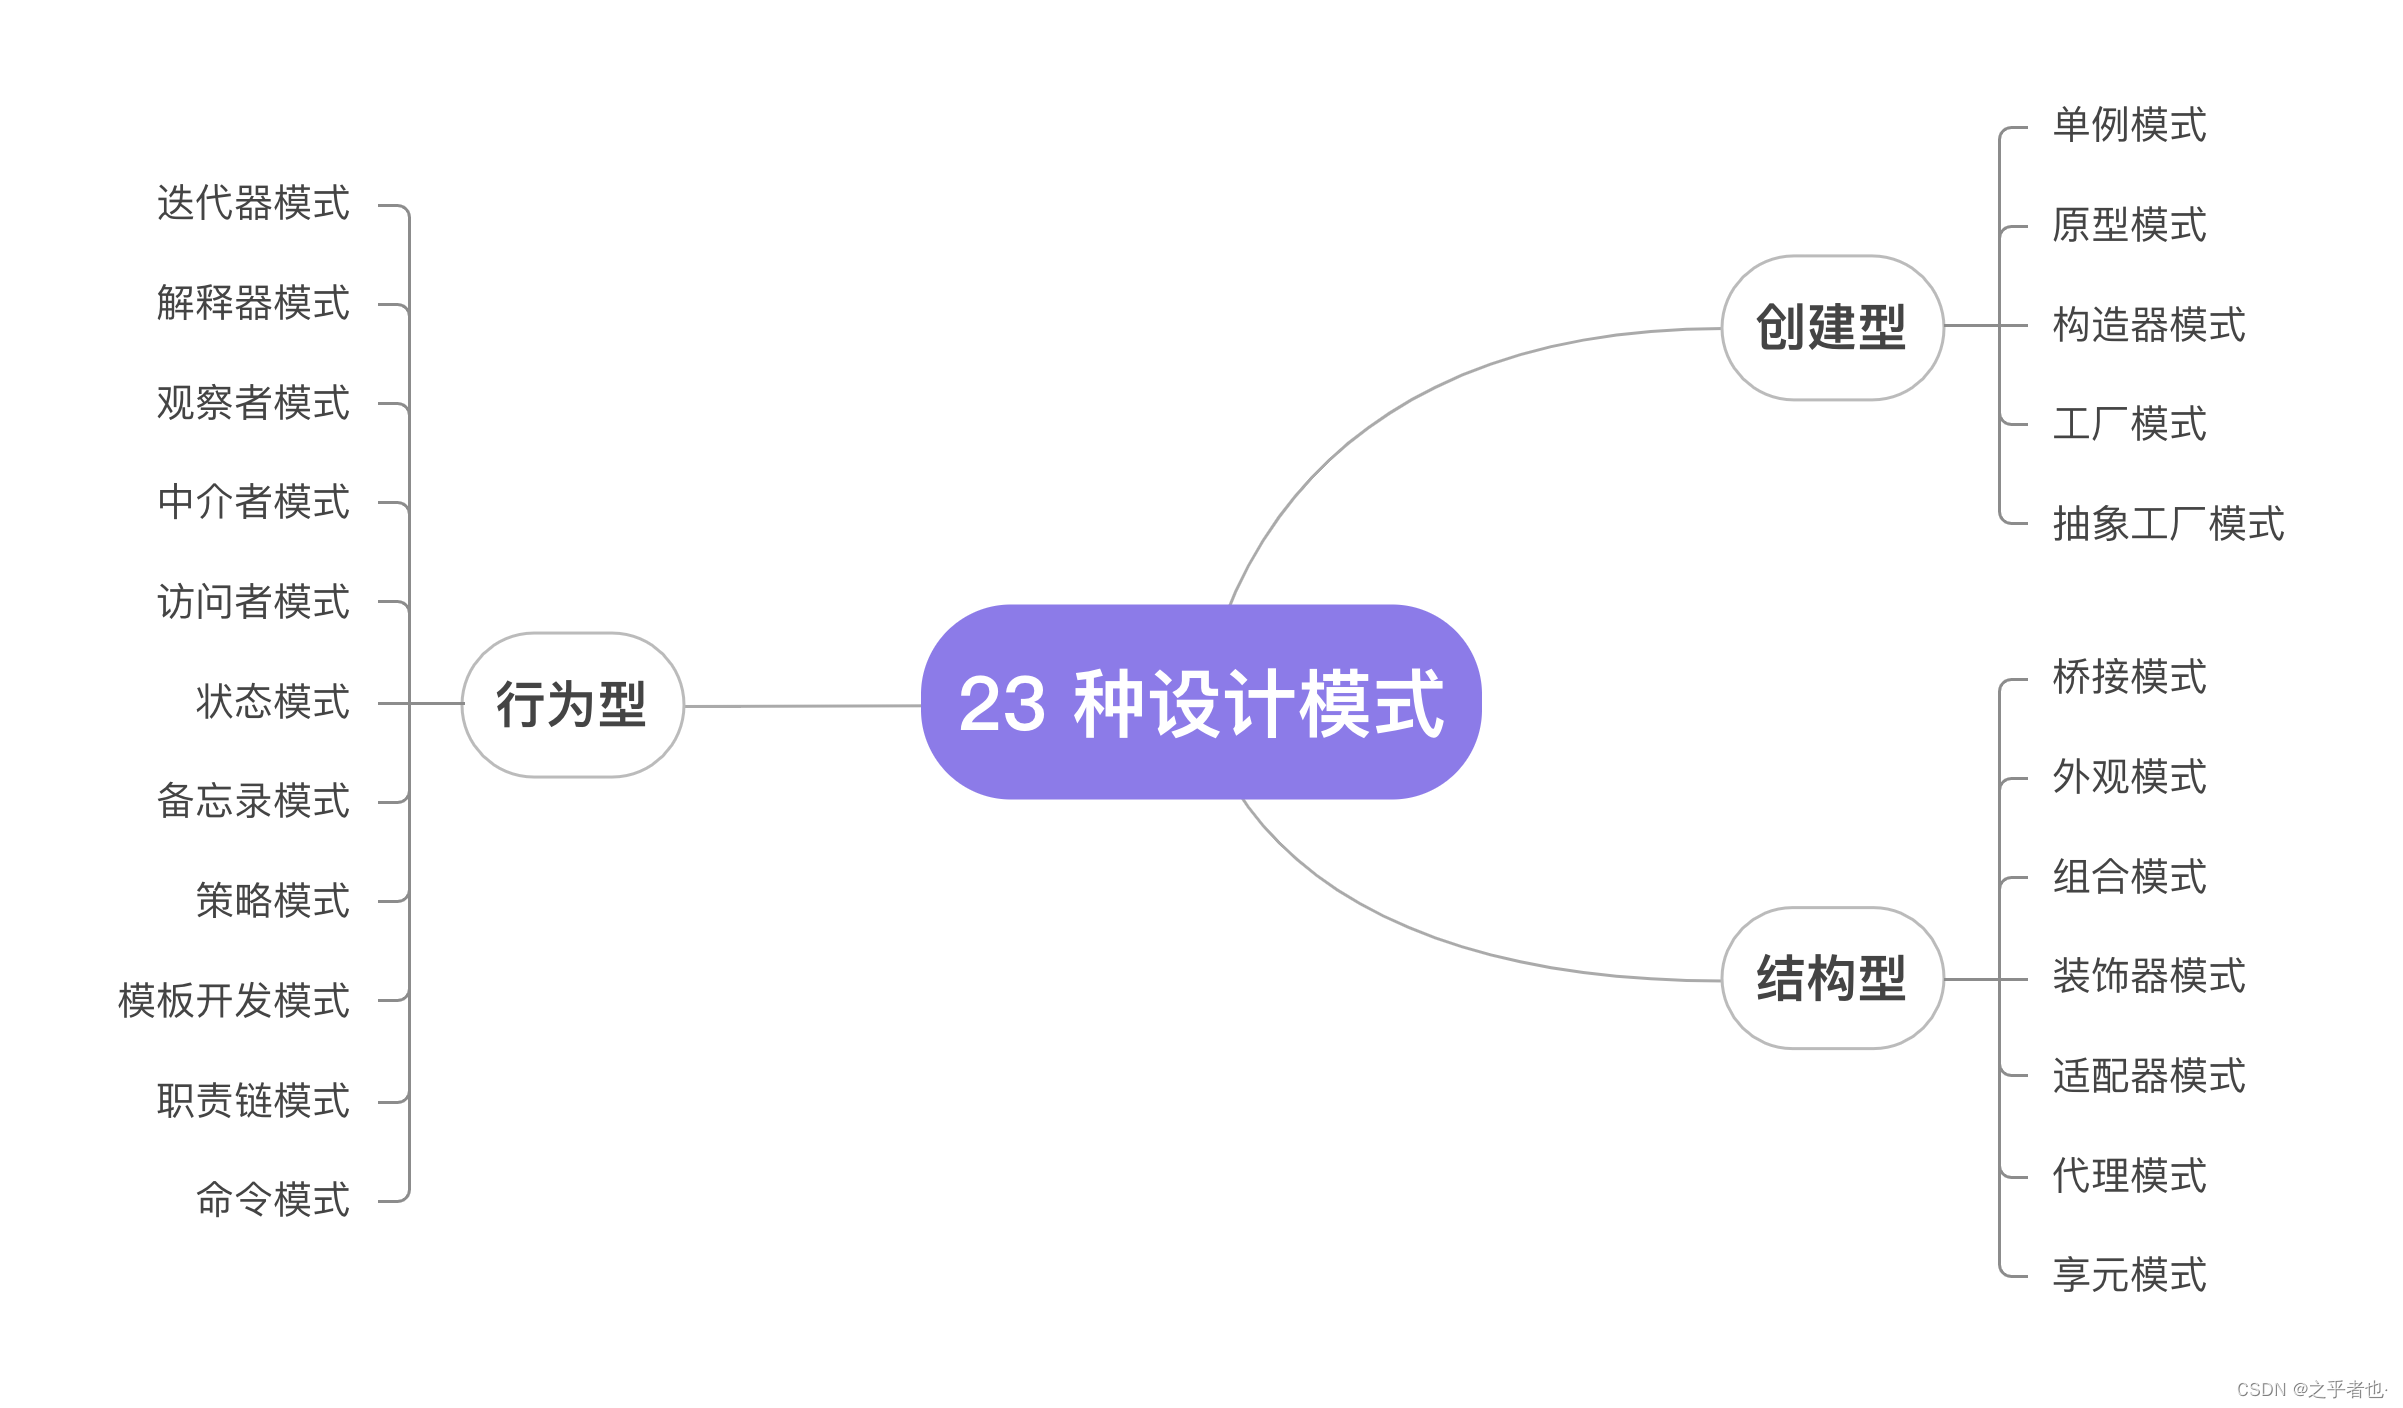 23 种设计模式
创建型
单例模式
原型模式
构造器模式
工厂模式
抽象工厂模式
结构型
桥接模式
外观模式
组合模式
装饰器模式
适配器模式
代理模式
享元模式
行为型
迭代器模式
解释器模式
观察者模式
中介者模式
访问者模式
状态模式
备忘录模式
策略模式
模板开发模式
职责链模式
命令模式
CSDN @之乎者也·